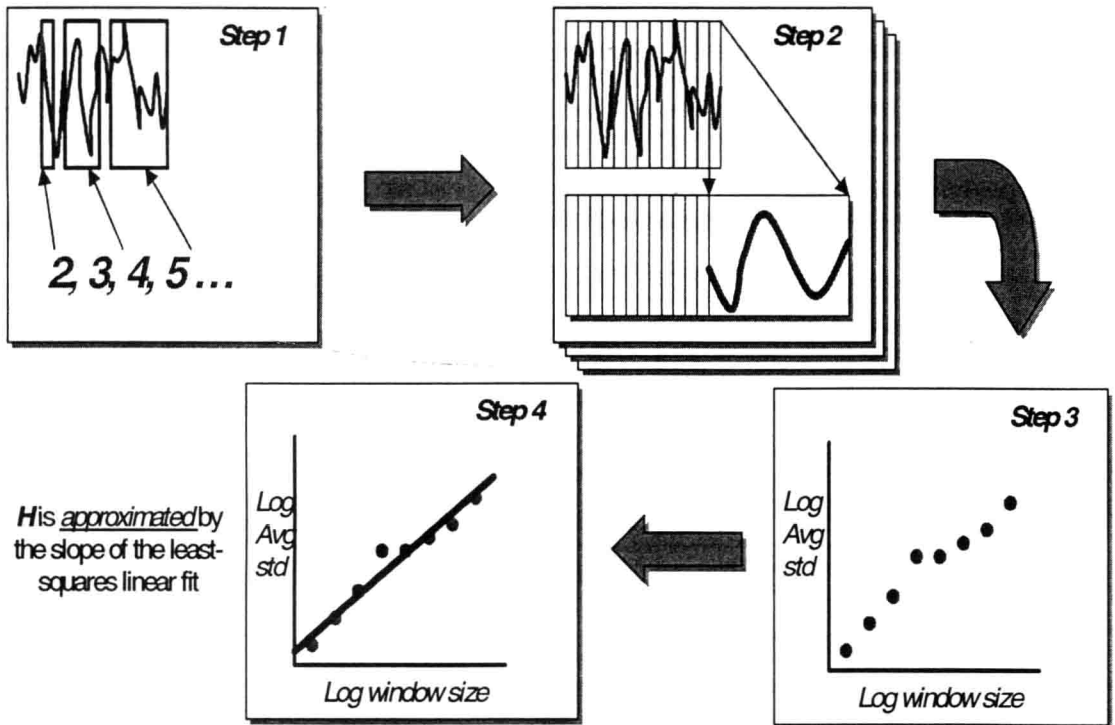 Step 1
2, 3, 4, 5 ...
Step 2
Step 3
Log
Avg
std
Log window size
Step 4
Log
Avg
std
Log window size
H is approximated by
the slope of the least-
squares linear fit